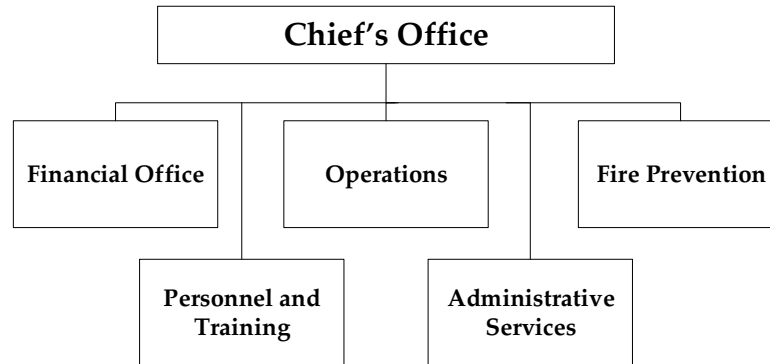 Chief's Office
Financial Office
Operations
Fire Prevention
Personnel and
Training
Administrative
Services